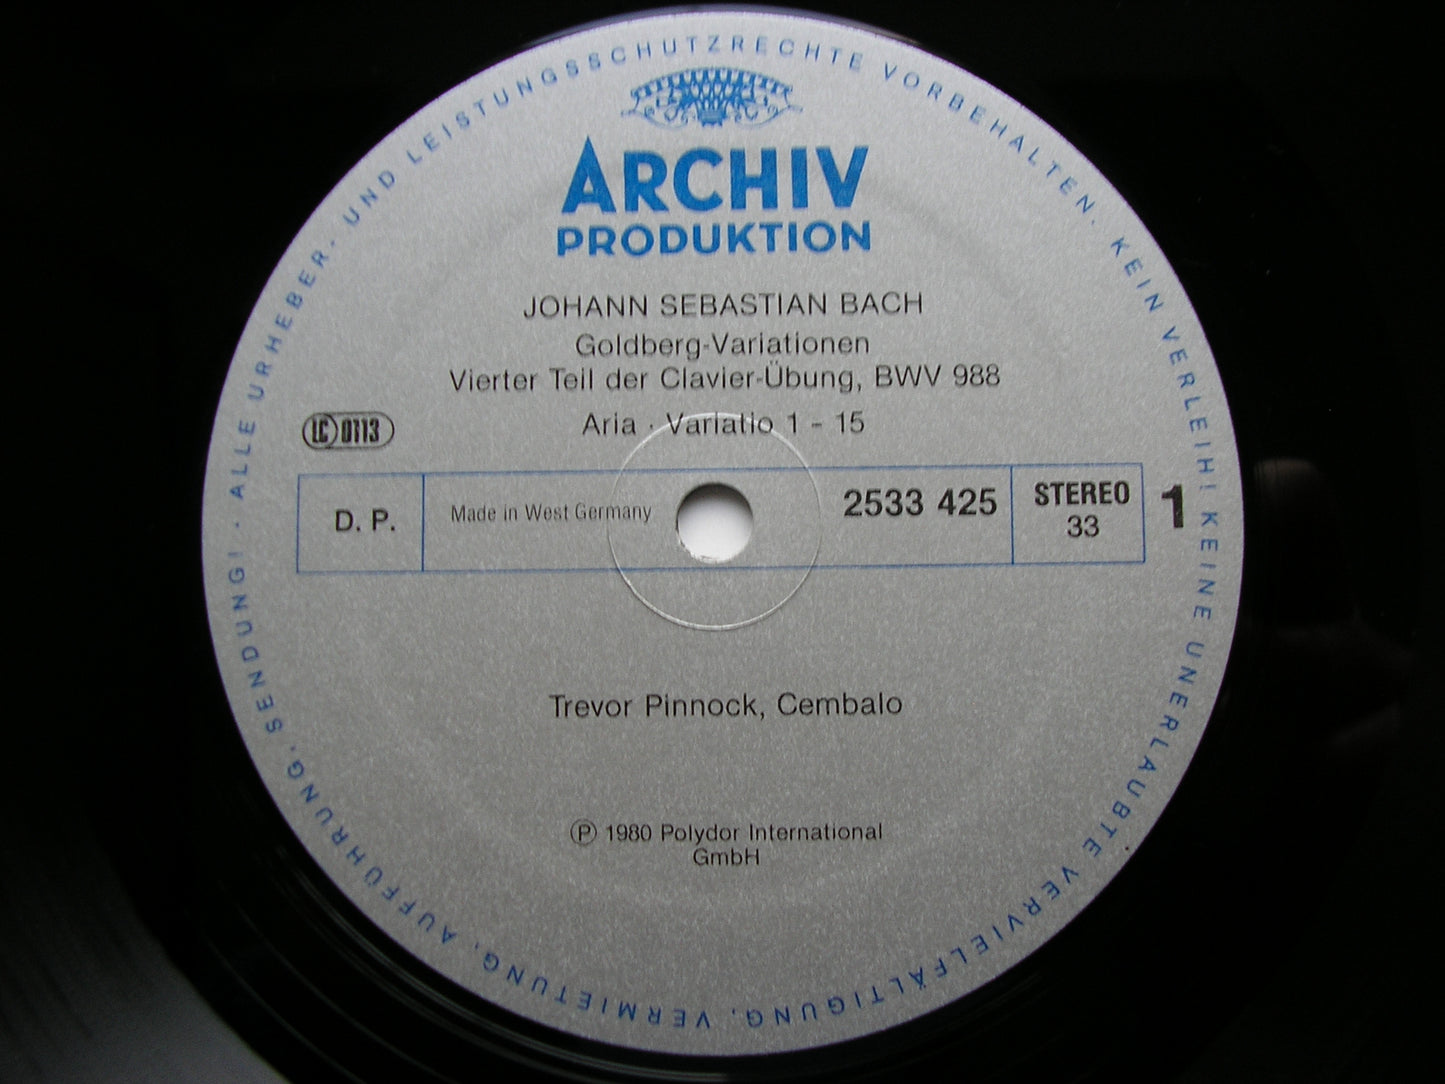 ALLE URHEBER- UND LEISTUNGSSCHUTZRECHTE VORBEHALTEN. KEIN VERLEIH! KEINE UNERLAUBTE VERVIELFÄLTIGUNG, VERMIETUNG, AUFFÜHRUNG, SENDUNG! ·
ARCHIV
PRODUKTION
JOHANN SEBASTIAN BACH
Goldberg-Variationen
Vierter Teil der Clavier-Übung, BWV 988
Aria · Variatio 1 - 15
LC 0113
D. P.
Made in West Germany
2533 425
STEREO
33
1
Trevor Pinnock, Cembalo
Ⓟ 1980 Polydor International
GmbH